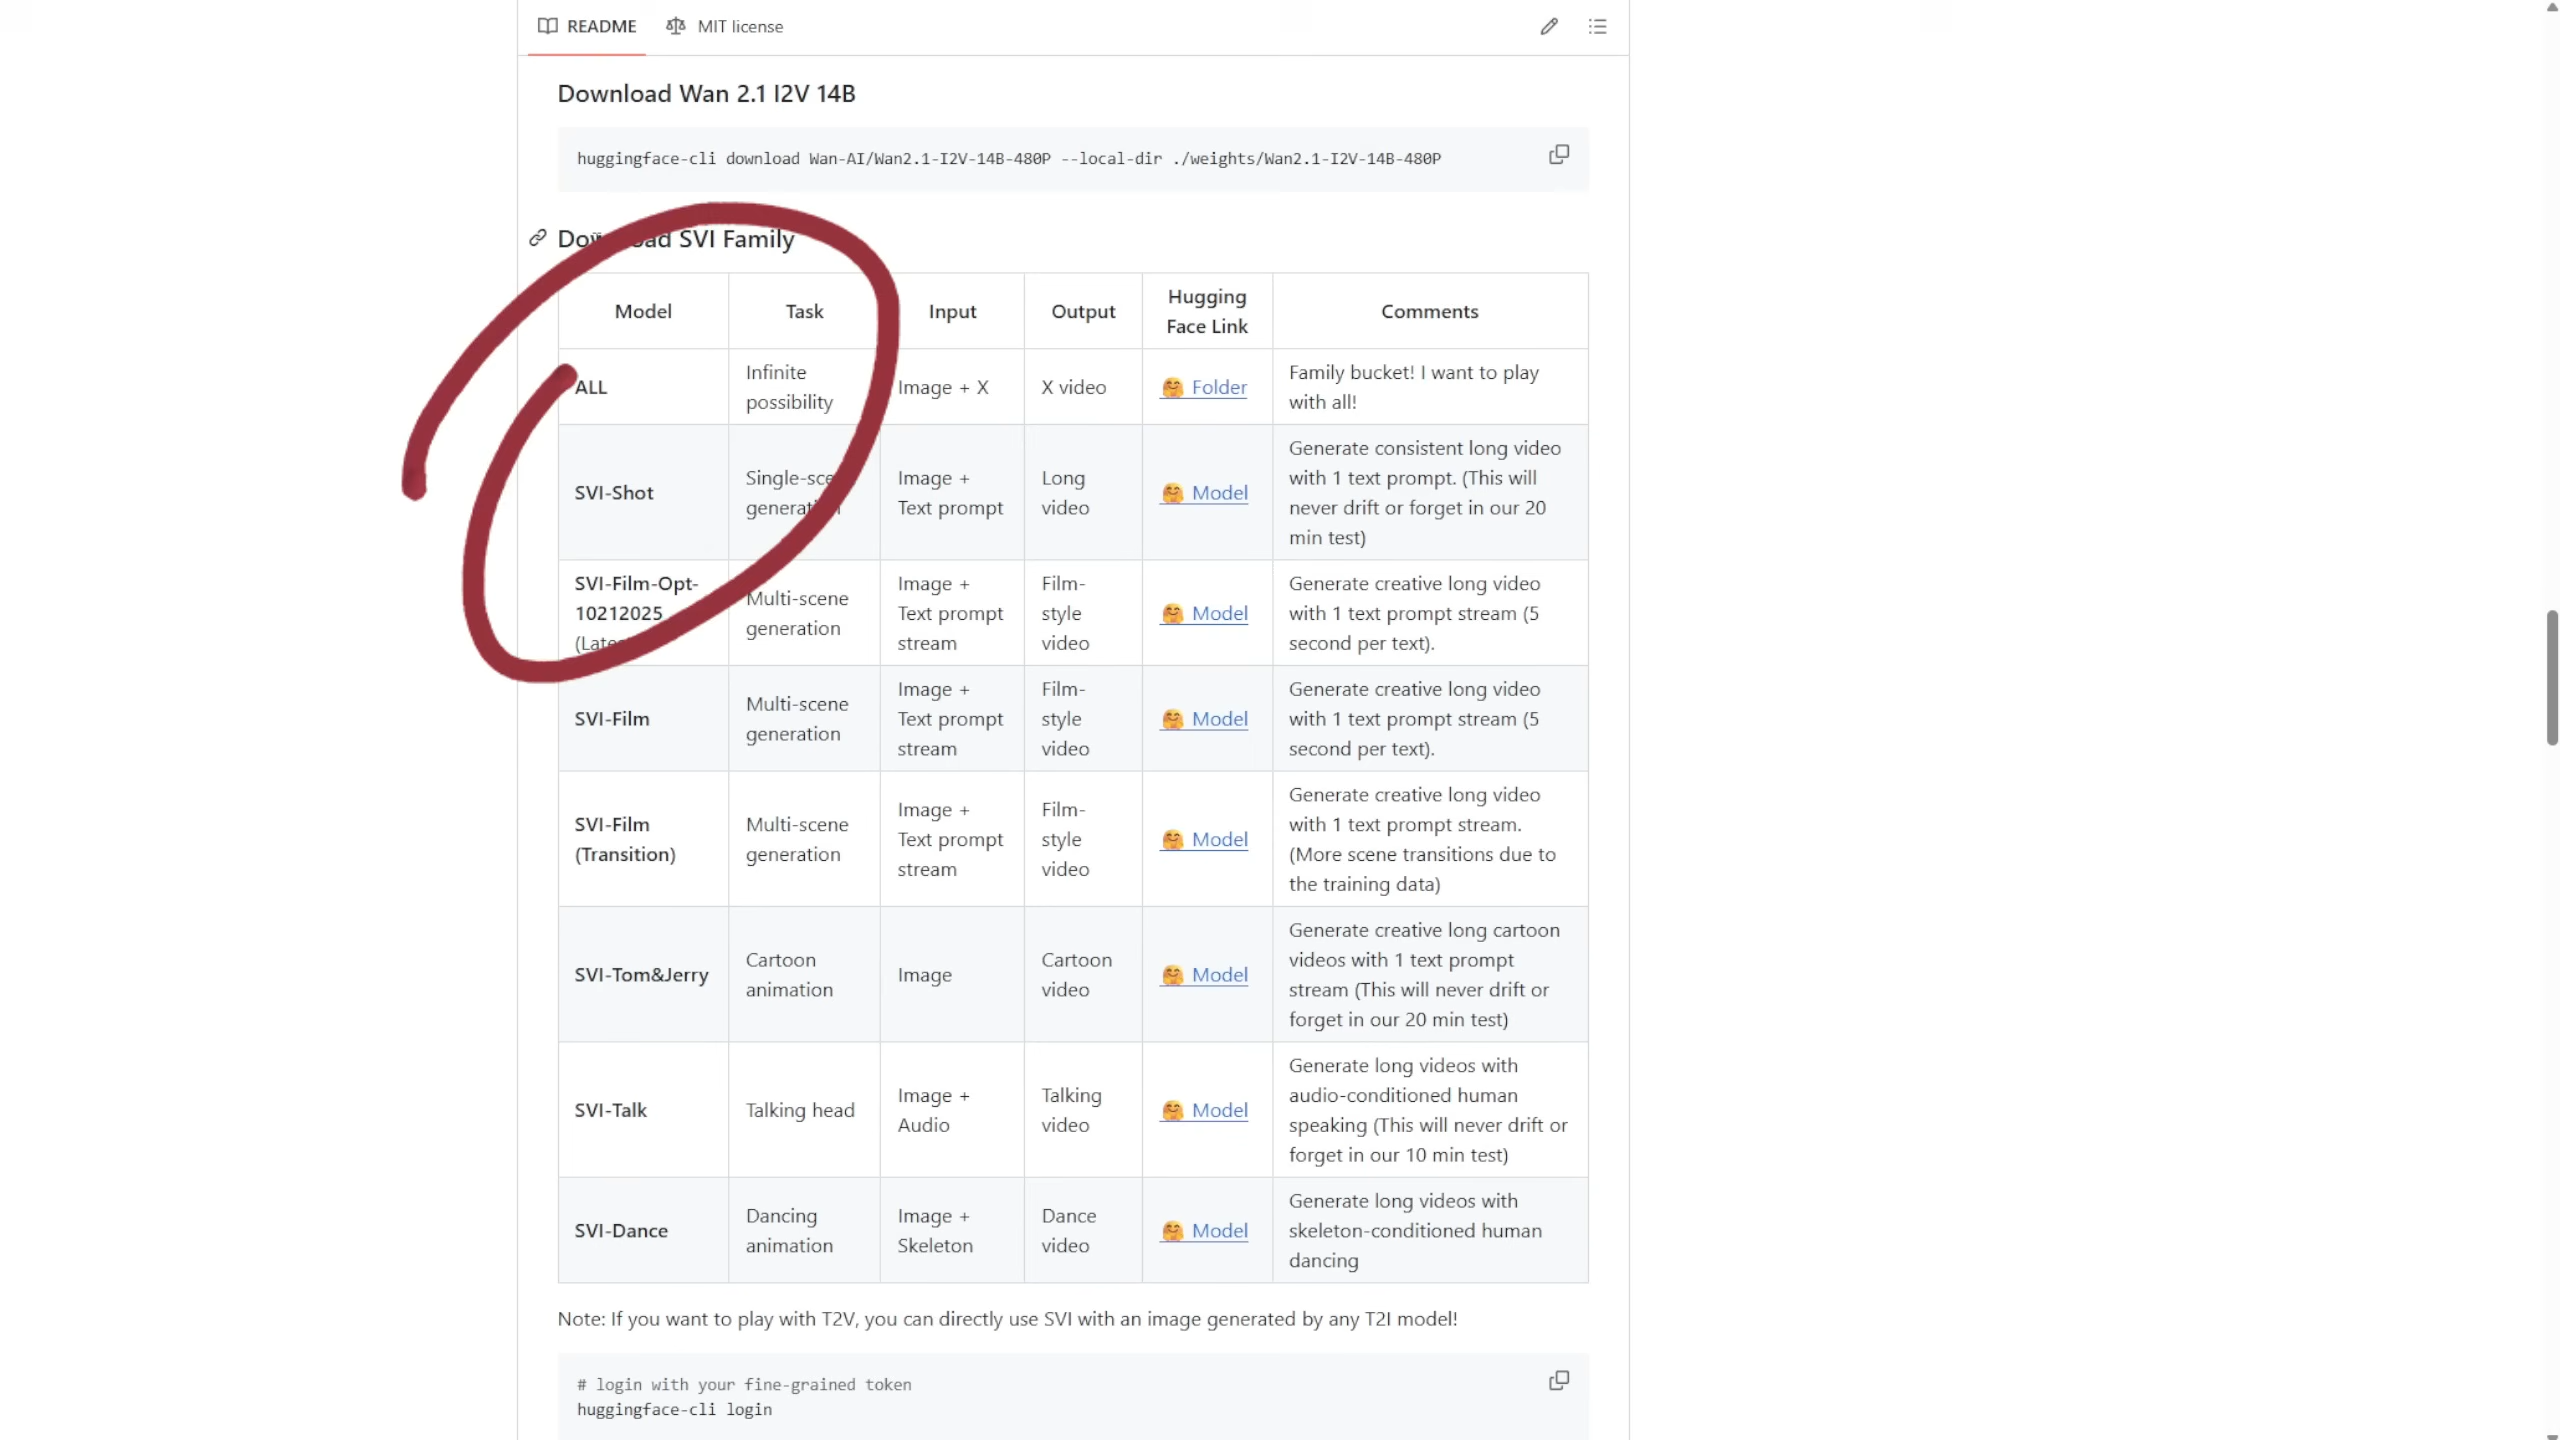 README
MIT license
Download Wan 2.1 I2V 14B
huggingface-cli download Wan-AI/Wan2.1-I2V-14B-480P --local-dir ./weights/Wan2.1-I2V-14B-480P
Download SVI Family
Model
Task
Input
Output
Hugging
Face Link
Comments
ALL
Infinite
possibility
Image + X
X video
Folder
Family bucket! I want to play
with all!
SVI-Shot
Single-scene
generation
Image +
Text prompt
Long
video
Model
Generate consistent long video
with 1 text prompt. (This will
never drift or forget in our 20
min test)
SVI-Film-Opt-
10212025
Multi-scene
generation
Image +
Text prompt
stream
Film-
style
video
Model
Generate creative long video
with 1 text prompt stream (5
second per text).
SVI-Film
Multi-scene
generation
Image +
Text prompt
stream
Film-
style
video
Model
Generate creative long video
with 1 text prompt stream (5
second per text).
SVI-Film
(Transition)
Multi-scene
generation
Image +
Text prompt
stream
Film-
style
video
Model
Generate creative long video
with 1 text prompt stream.
(More scene transitions due to
the training data)
SVI-Tom&Jerry
Cartoon
animation
Image
Cartoon
video
Model
Generate creative long cartoon
videos with 1 text prompt
stream (This will never drift or
forget in our 20 min test)
SVI-Talk
Talking head
Image +
Audio
Talking
video
Model
Generate long videos with
audio-conditioned human
speaking (This will never drift or
forget in our 10 min test)
SVI-Dance
Dancing
animation
Image +
Skeleton
Dance
video
Model
Generate long videos with
skeleton-conditioned human
dancing
Note: If you want to play with T2V, you can directly use SVI with an image generated by any T2I model!
# login with your fine-grained token
huggingface-cli login